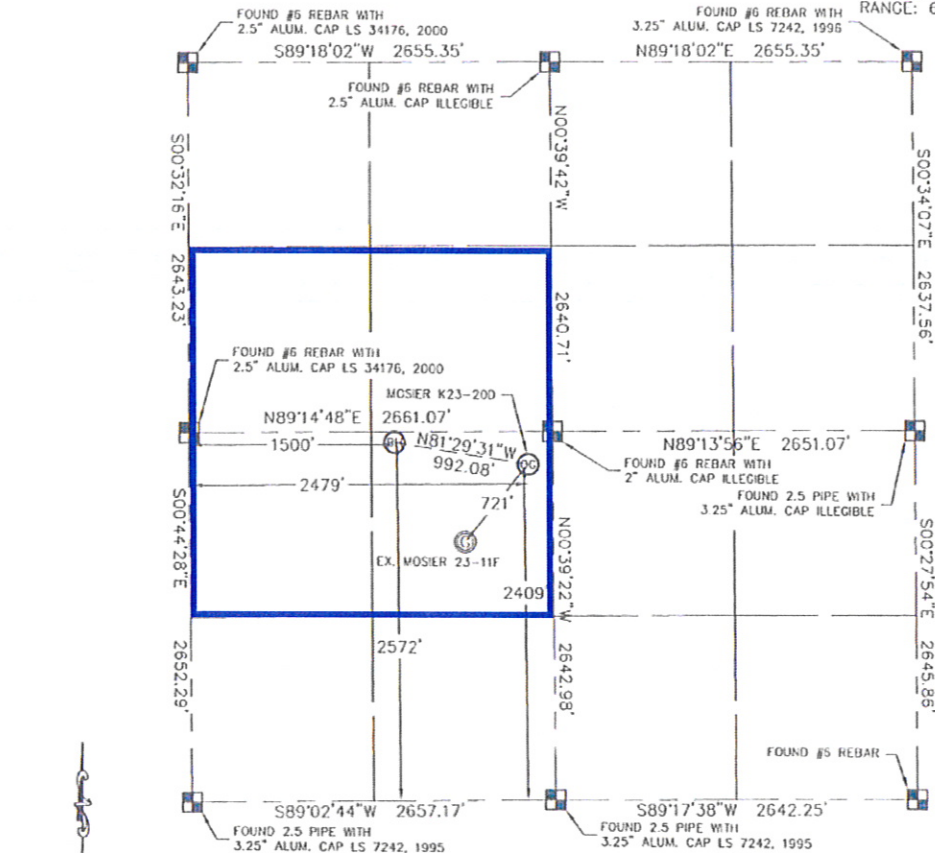 FOUND #6 REBAR WITH
2.5" ALUM. CAP LS 34176, 2000
S89°18'02"W 2655.35'
FOUND #6 REBAR WITH
3.25" ALUM. CAP LS 7242, 1996
RANGE: 6
N89°18'02"E 2655.35'
FOUND #6 REBAR WITH
2.5" ALUM. CAP ILLEGIBLE
S00°32'16"E 2643.23'
N00°39'42"W 2640.71'
S00°34'07"E 2637.56'
FOUND #6 REBAR WITH
2.5" ALUM. CAP LS 34176, 2000
MOSIER K23-20D
N89°14'48"E 2661.07'
1500'
N81°29'31"W
992.08'
OG
2479'
721'
EX. MOSIER 23-11F
2409'
2572'
N89°13'56"E 2651.07'
FOUND #6 REBAR WITH
2" ALUM. CAP ILLEGIBLE
FOUND 2.5 PIPE WITH
3.25" ALUM. CAP ILLEGIBLE
S00°44'28"E 2652.29'
N00°39'22"W 2642.98'
S00°27'54"E 2645.86'
FOUND #5 REBAR
S89°02'44"W 2657.17'
S89°17'38"W 2642.25'
FOUND 2.5 PIPE WITH
3.25" ALUM. CAP LS 7242, 1995
FOUND 2.5 PIPE WITH
3.25" ALUM. CAP LS 7242, 1995